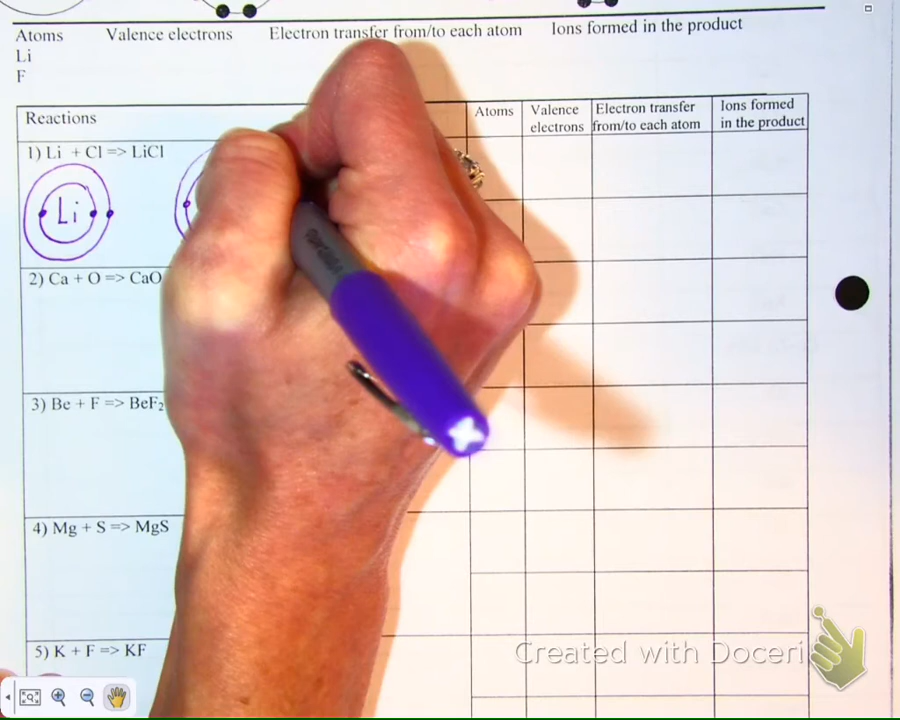 Atoms Valence electrons Electron transfer from/to each atom Ions formed in the product
Li
F
Reactions Atoms Valence electrons Electron transfer from/to each atom Ions formed in the product
1) Li + Cl => LiCl
Li
2) Ca + O => CaO
3) Be + F => BeF₂
4) Mg + S => MgS
5) K + F => KF
Created with Doceri